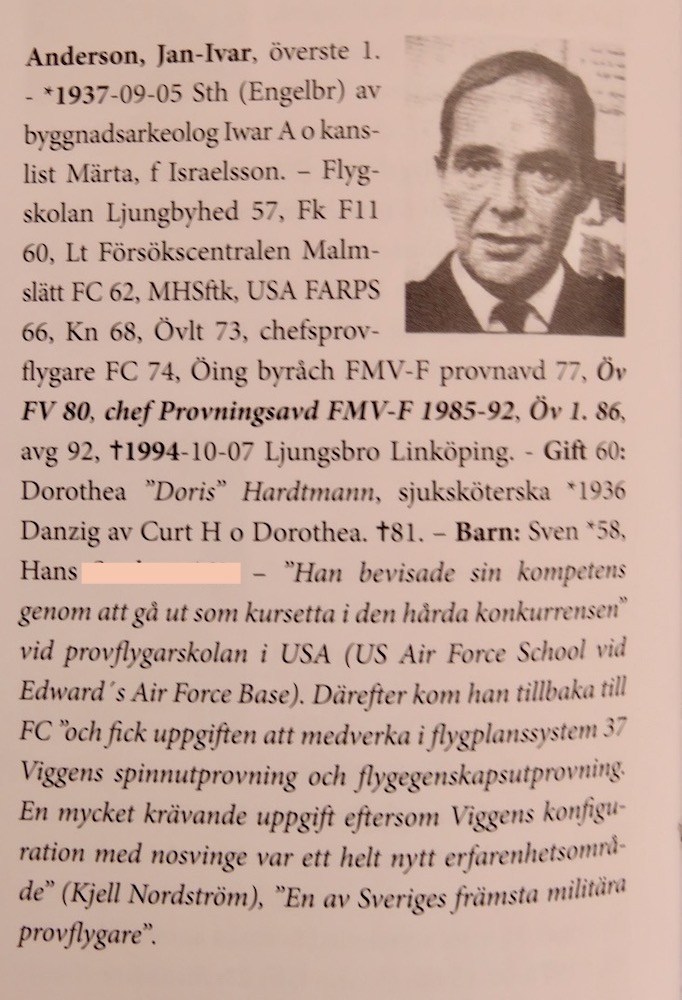 Anderson, Jan-Ivar, överste 1.
- *1937-09-05 Sth (Engelbr) av
byggnadsarkeolog Iwar A o kans-
list Märta, f Israelsson. – Flyg-
skolan Ljungbyhed 57, Fk F11
60, Lt Försökscentralen Malm-
slätt FC 62, MHSftk, USA FARPS
66, Kn 68, Övlt 73, chefsprov-
flygare FC 74, Öing byråch FMV-F provnavd 77, Öv
FV 80, chef Provningsavd FMV-F 1985-92, Öv 1. 86,
avg 92, †1994-10-07 Ljungsbro Linköping. - Gift 60:
Dorothea ”Doris” Hardtmann, sjuksköterska *1936
Danzig av Curt H o Dorothea. †81. – Barn: Sven *58,
Hans – ”Han bevisade sin kompetens
genom att gå ut som kursetta i den hårda konkurrensen”
vid provflygarskolan i USA (US Air Force School vid
Edward´s Air Force Base). Därefter kom han tillbaka till
FC ”och fick uppgiften att medverka i flygplanssystem 37
Viggens spinnutprovning och flygegenskapsutprovning.
En mycket krävande uppgift eftersom Viggens konfigu-
ration med nosvinge var ett helt nytt erfarenhetsområ-
de” (Kjell Nordström), ”En av Sveriges främsta militära
provflygare”.